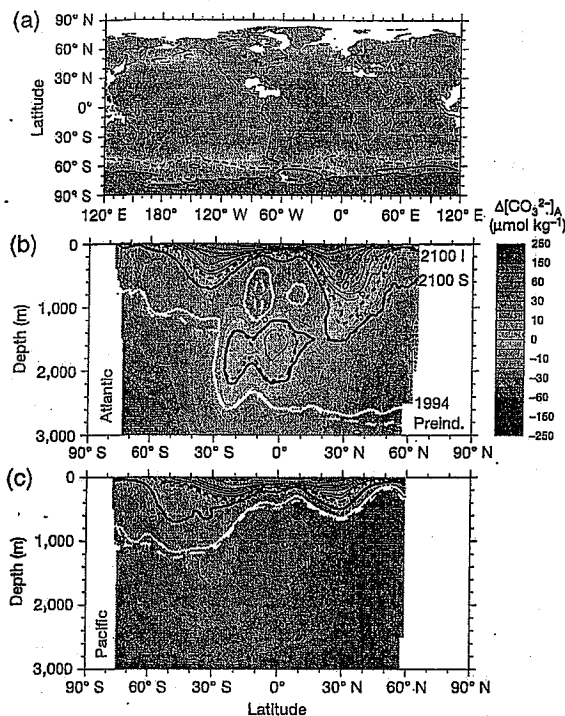 (a)
90° N
60° N
30° N
0°
30° S
60° S
90° S
Latitude
120° E 180° W 120° W 60° W 0° 60° E 120° E
Δ[CO₃²⁻]A
(μmol kg⁻¹)
250
150
60
30
10
0
−10
−30
−60
−150
−250
(b)
0
1,000
2,000
3,000
Depth (m)
Atlantic
2100 I
2100 S
1994
Preind.
90° S 60° S 30° S 0° 30° N 60° N 90° N
(c)
0
1,000
2,000
3,000
Depth (m)
Pacific
90° S 60° S 30° S 0° 30° N 60° N 90° N
Latitude